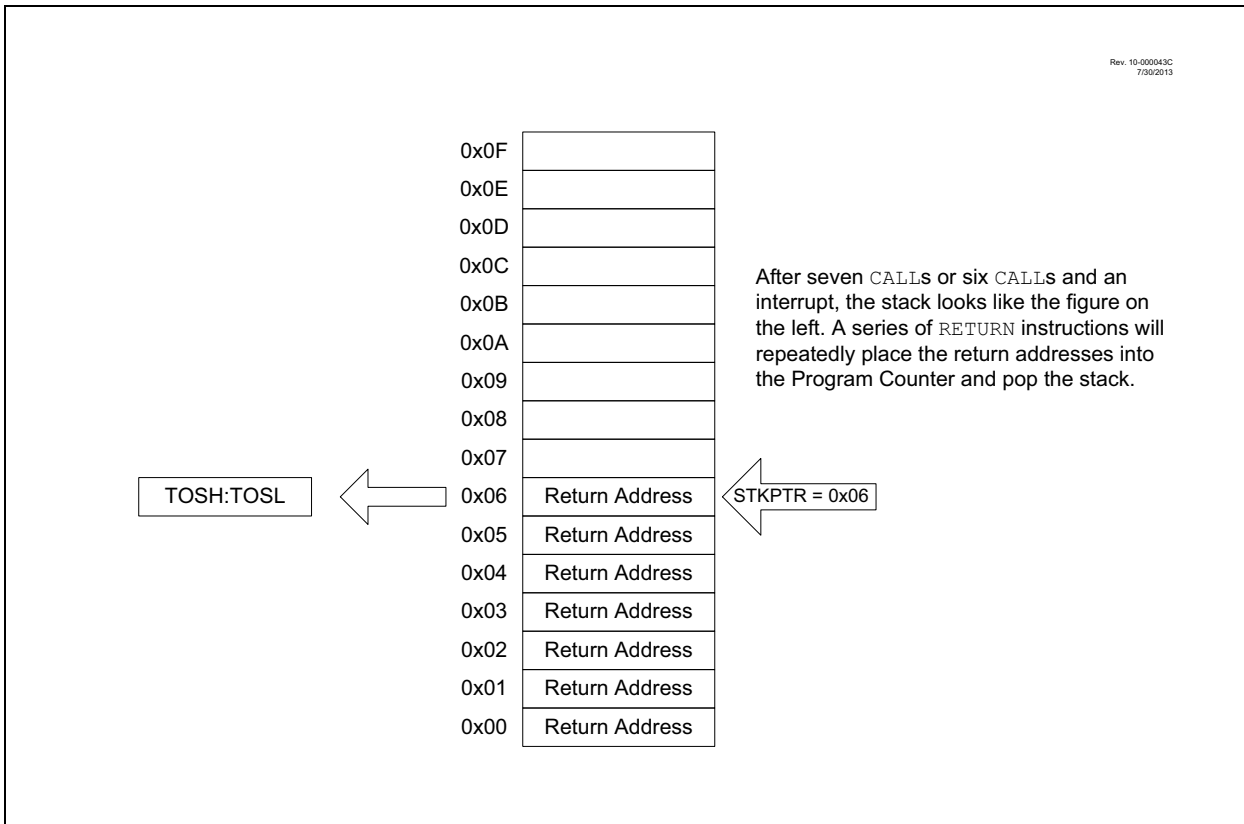 Rev. 10-000043C
7/30/2013
0x0F
0x0E
0x0D
0x0C
0x0B
0x0A
0x09
0x08
0x07
After seven CALLs or six CALLs and an
interrupt, the stack looks like the figure on
the left. A series of RETURN instructions will
repeatedly place the return addresses into
the Program Counter and pop the stack.
TOSH:TOSL
0x06 Return Address
STKPTR = 0x06
0x05 Return Address
0x04 Return Address
0x03 Return Address
0x02 Return Address
0x01 Return Address
0x00 Return Address